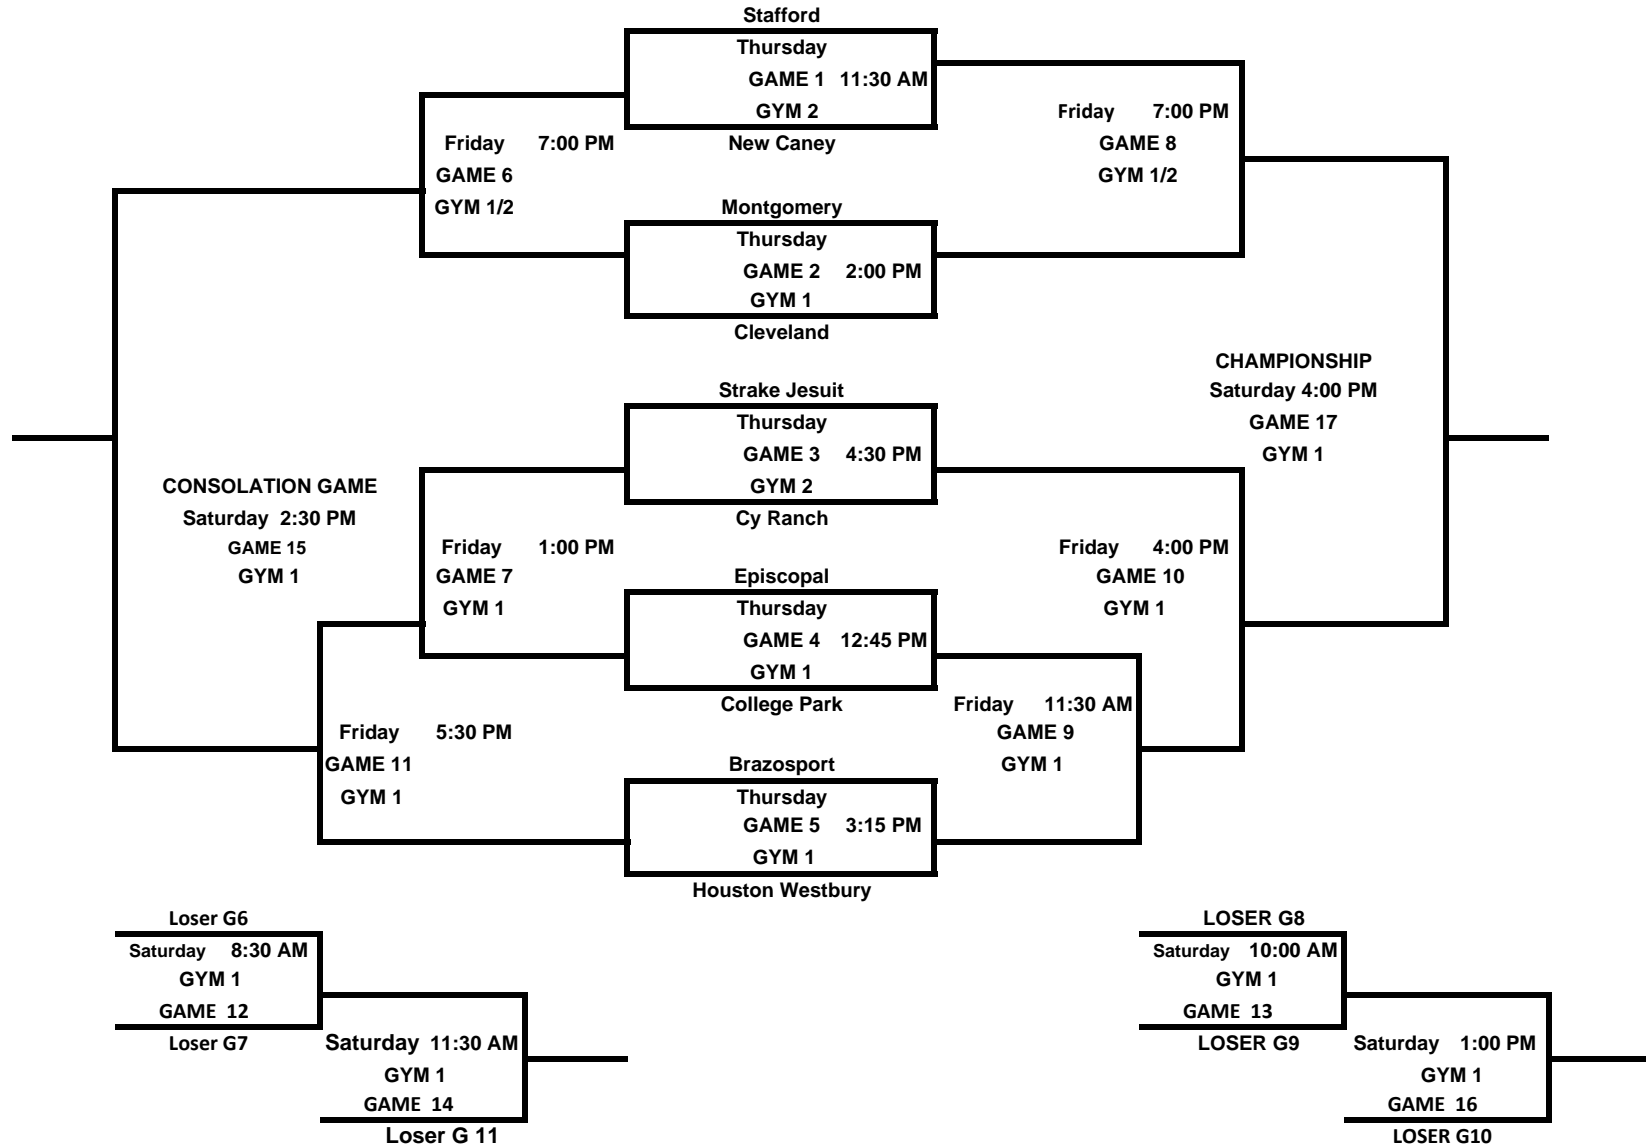 Stafford
Thursday
GAME 1 11:30 AM
GYM 2
New Caney
Friday 7:00 PM
GAME 6
GYM 1/2
Friday 7:00 PM
GAME 8
GYM 1/2
Montgomery
Thursday
GAME 2 2:00 PM
GYM 1
Cleveland
CHAMPIONSHIP
Saturday 4:00 PM
GAME 17
GYM 1
Strake Jesuit
Thursday
GAME 3 4:30 PM
GYM 2
Cy Ranch
CONSOLATION GAME
Saturday 2:30 PM
GAME 15
GYM 1
Friday 1:00 PM
GAME 7
GYM 1
Friday 4:00 PM
GAME 10
GYM 1
Episcopal
Thursday
GAME 4 12:45 PM
GYM 1
College Park
Friday 11:30 AM
GAME 9
GYM 1
Friday 5:30 PM
GAME 11
GYM 1
Brazosport
Thursday
GAME 5 3:15 PM
GYM 1
Houston Westbury
Loser G6
Saturday 8:30 AM
GYM 1
GAME 12
Loser G7
Saturday 11:30 AM
GYM 1
GAME 14
Loser G 11
LOSER G8
Saturday 10:00 AM
GYM 1
GAME 13
LOSER G9
Saturday 1:00 PM
GYM 1
GAME 16
LOSER G10